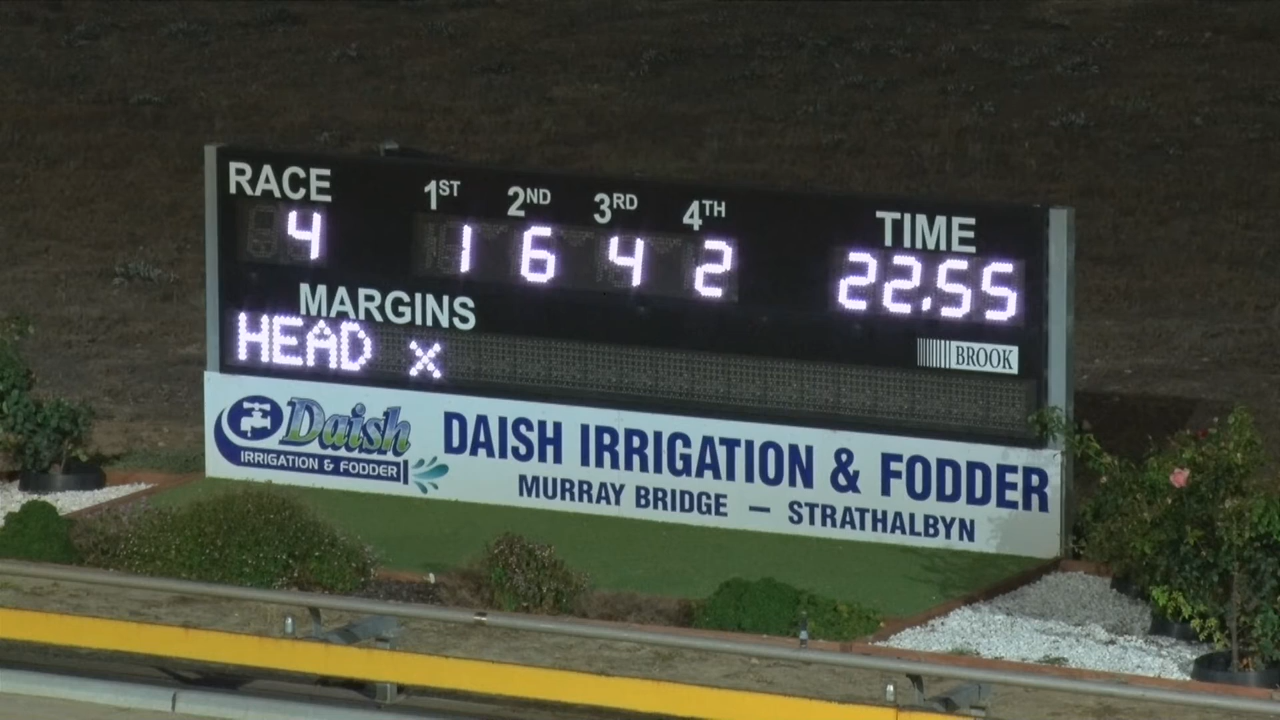 RACE 1ST 2ND 3RD 4TH TIME
4 1 6 4 2 22.55
MARGINS
HEAD x
BROOK
Daish
IRRIGATION & FODDER
DAISH IRRIGATION & FODDER
MURRAY BRIDGE – STRATHALBYN